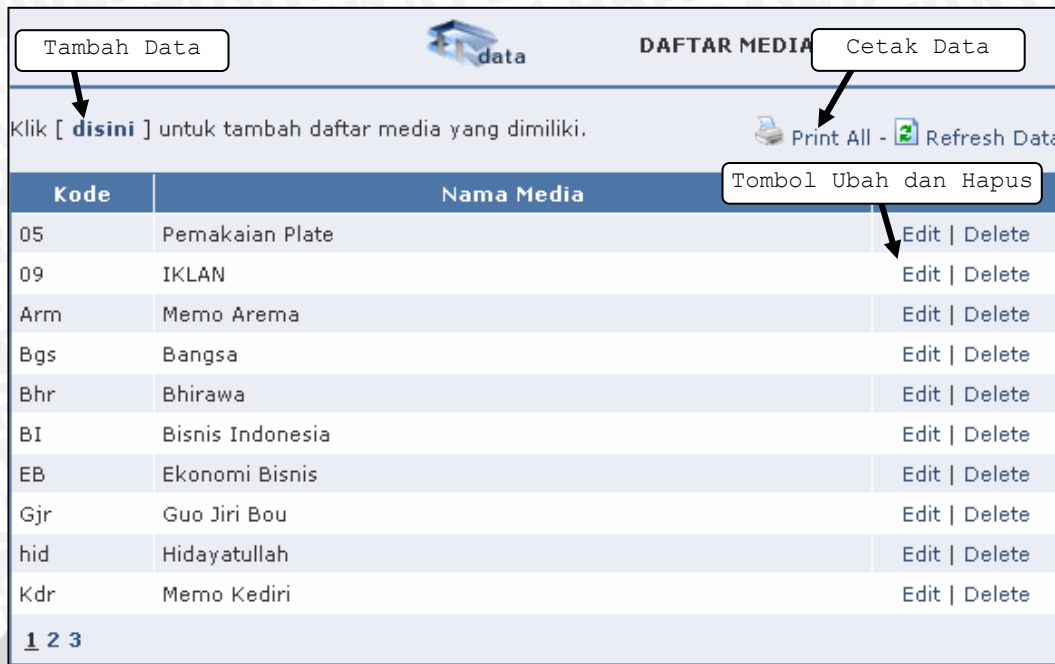 Tambah Data
data
DAFTAR MEDIA
Cetak Data
Klik [ disini ] untuk tambah daftar media yang dimiliki.
Print All - Refresh Data
Tombol Ubah dan Hapus
Kode Nama Media
05 Pemakaian Plate Edit | Delete
09 IKLAN Edit | Delete
Arm Memo Arema Edit | Delete
Bgs Bangsa Edit | Delete
Bhr Bhirawa Edit | Delete
BI Bisnis Indonesia Edit | Delete
EB Ekonomi Bisnis Edit | Delete
Gjr Guo Jiri Bou Edit | Delete
hid Hidayatullah Edit | Delete
Kdr Memo Kediri Edit | Delete
1 2 3